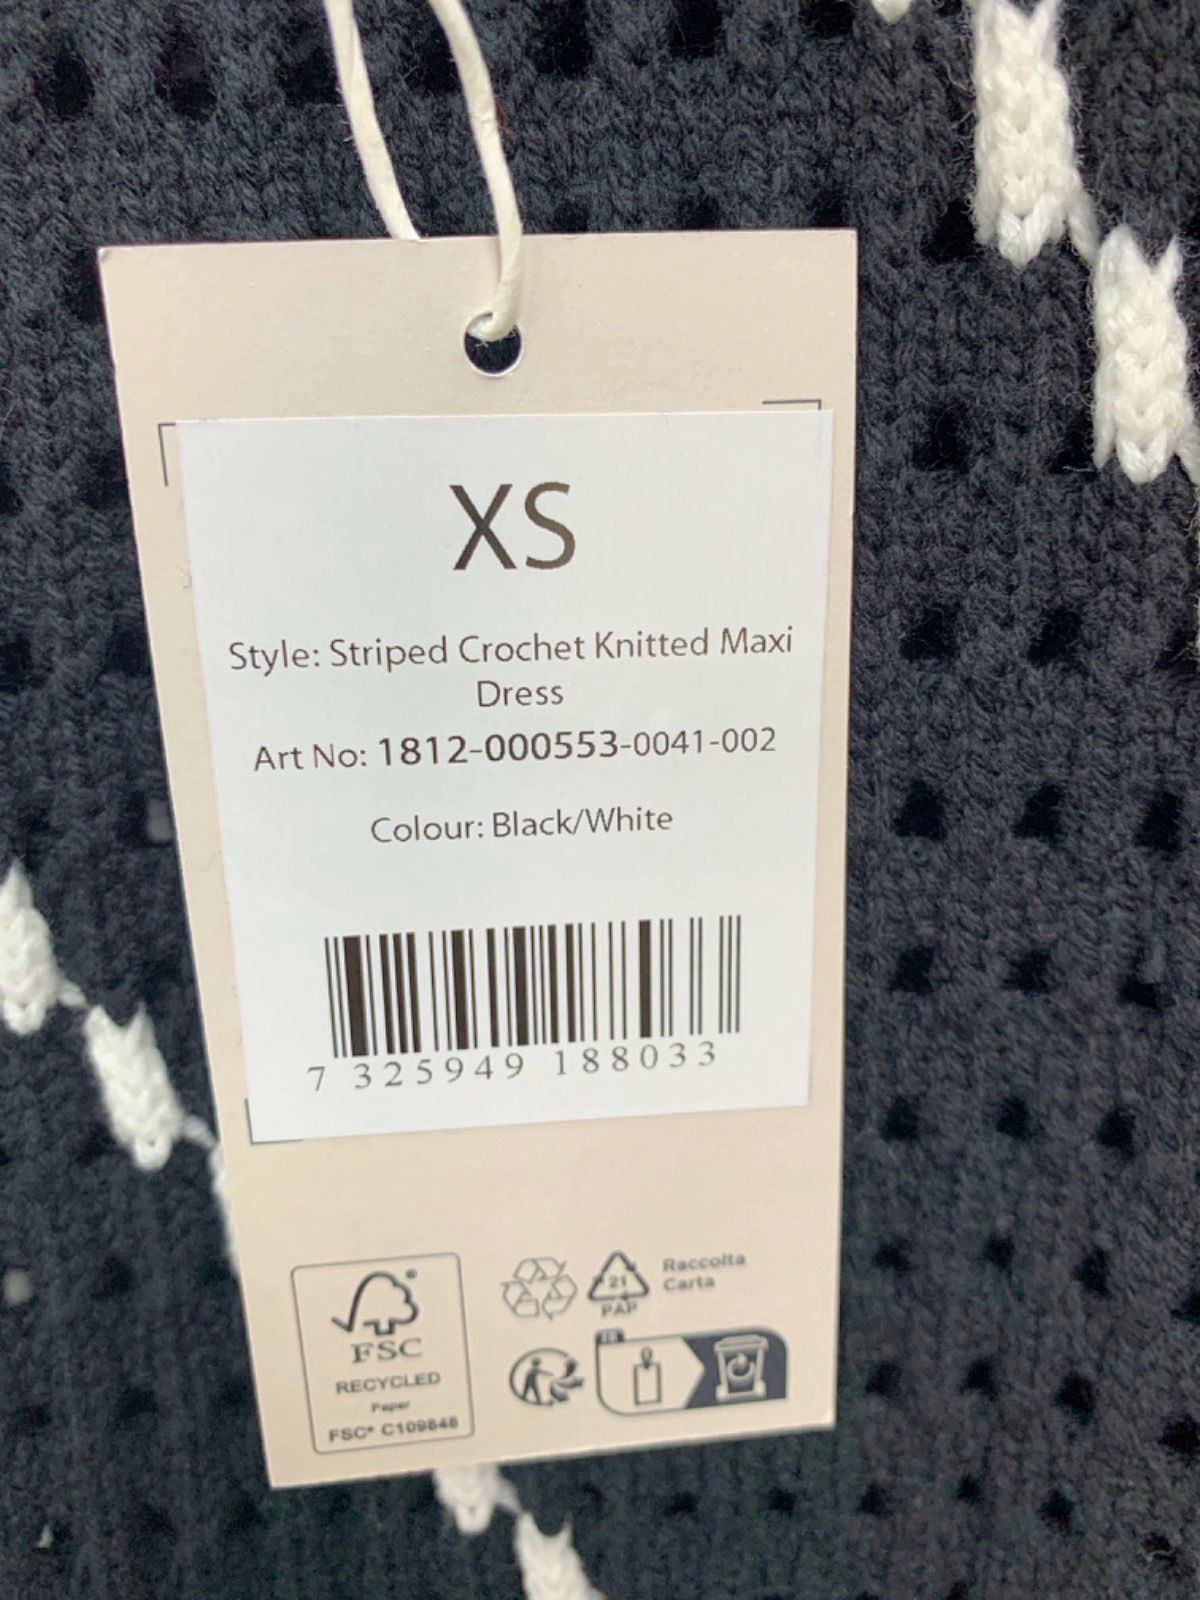 XS
Style: Striped Crochet Knitted Maxi
Dress
Art No: 1812-000553-0041-002
Colour: Black/White
7 325949 188033
FSC
RECYCLED
Paper
FSC® C109848
21
PAP
Raccolta
Carta
FR